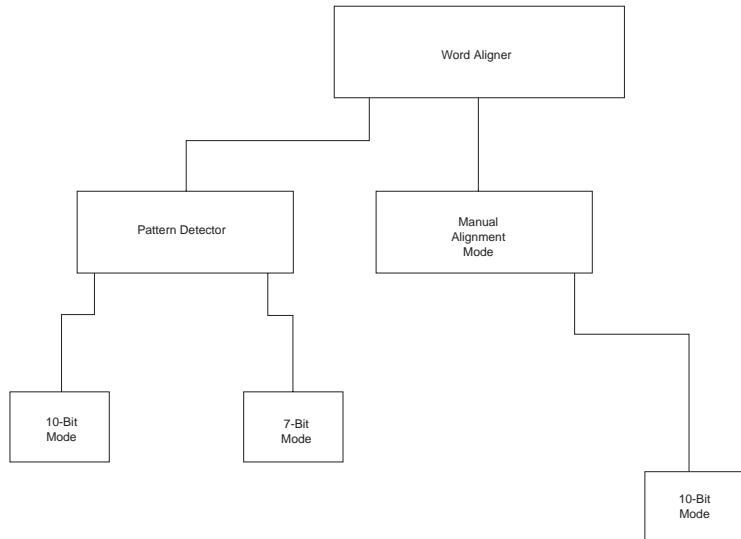 Word Aligner
Pattern Detector
Manual
Alignment
Mode
10-Bit
Mode
7-Bit
Mode
10-Bit
Mode